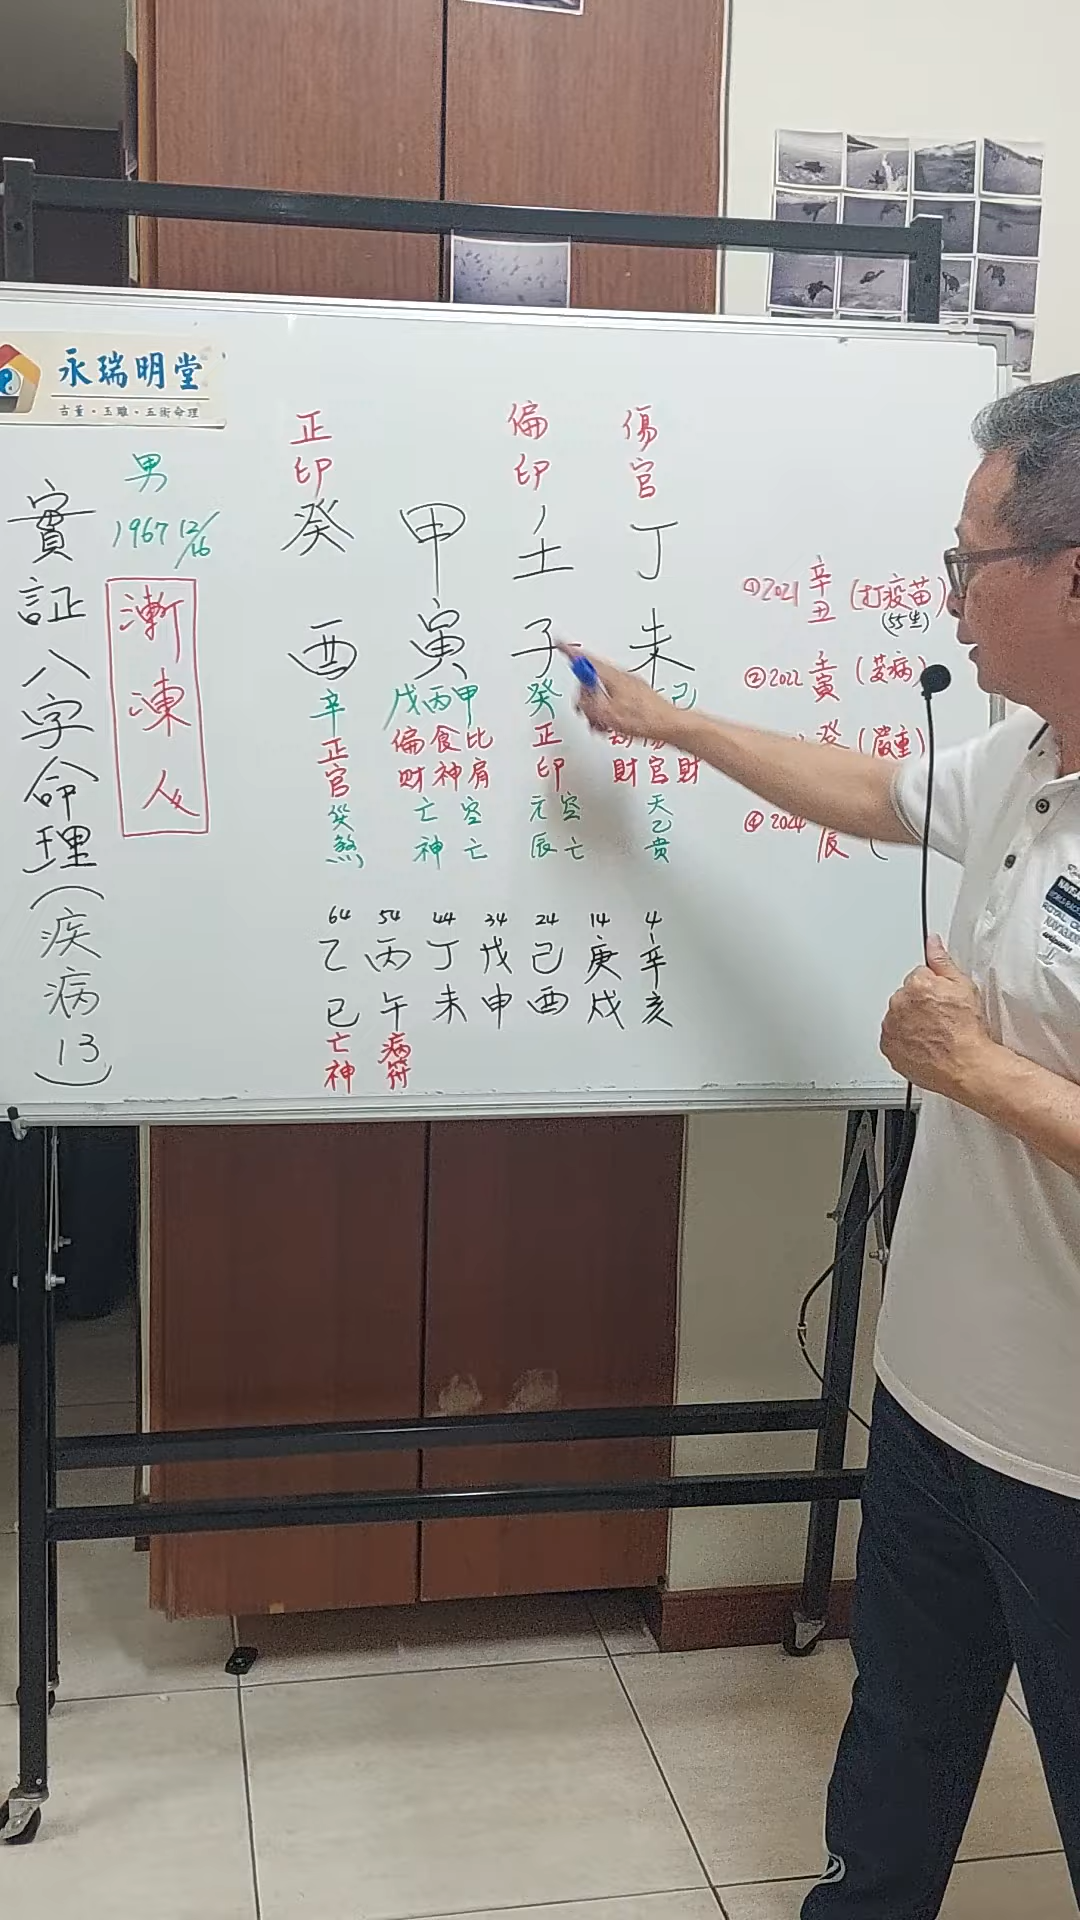 永瑞明堂
古董・玉雕・五術命理
實証八字命理(疾病13)
男
1967 12/16
漸凍人
正印 偏印 傷官
癸 甲 壬 丁
酉 寅 子 未
辛 戊丙甲 癸 己
正官 偏財 食神 比肩 正印 劫財 傷官 財
癸煞 亡神 空亡 元辰 空亡 天乙貴
64 54 44 34 24 14 4
乙 丙 丁 戊 己 庚 辛
巳 午 未 申 酉 戌 亥
亡神 病符
①2021 辛丑 (打疫苗)
(55生)
②2022 壬寅 (發病)
癸 (嚴重)
④2024 辰 (